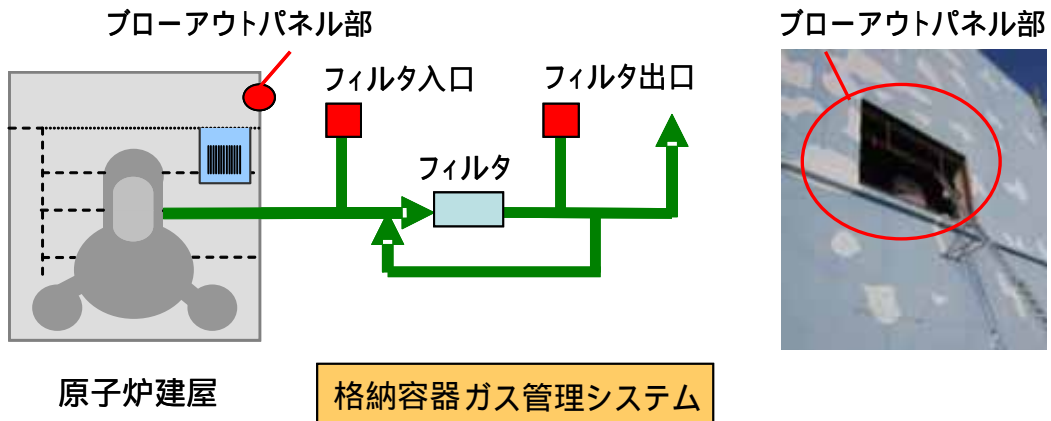 ブローアウトパネル部
ブローアウトパネル部
フィルタ入口
フィルタ出口
フィルタ
原子炉建屋
格納容器ガス管理システム